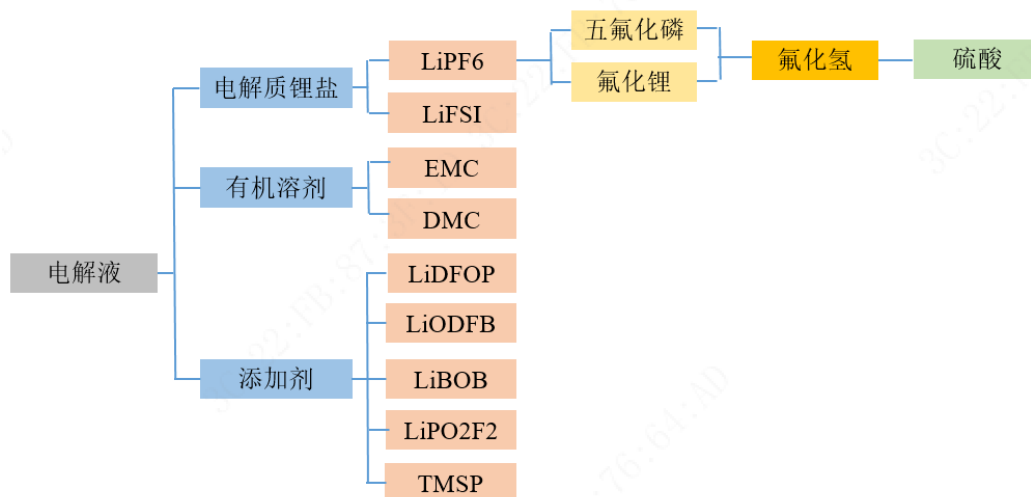 五氟化磷
LiPF6
氟化氢
硫酸
电解质锂盐
氟化锂
LiFSI
EMC
有机溶剂
DMC
电解液
LiDFOP
LiODFB
添加剂
LiBOB
LiPO2F2
TMSP